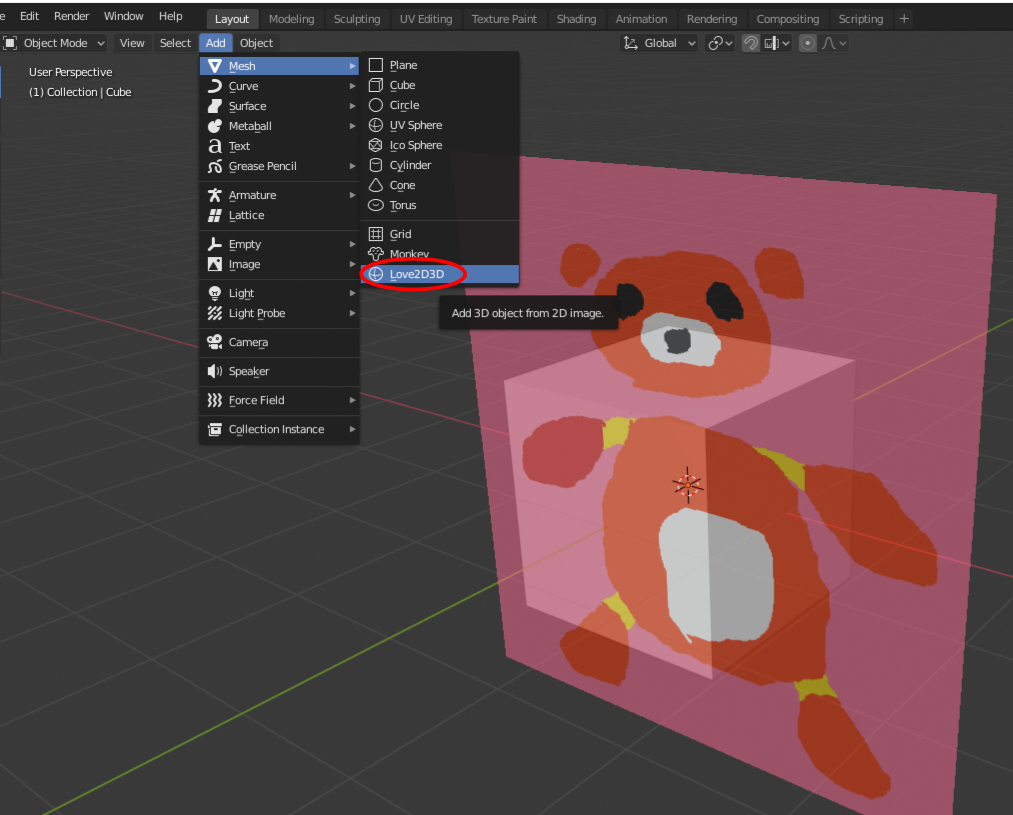 e Edit Render Window Help Layout Modeling Sculpting UV Editing Texture Paint Shading Animation Rendering Compositing Scripting +
Object Mode View Select Add Object Global
User Perspective
(1) Collection | Cube
Mesh
Curve
Surface
Metaball
Text
Grease Pencil
Armature
Lattice
Empty
Image
Light
Light Probe
Camera
Speaker
Force Field
Collection Instance
Plane
Cube
Circle
UV Sphere
Ico Sphere
Cylinder
Cone
Torus
Grid
Monkey
Love2D3D
Add 3D object from 2D image.